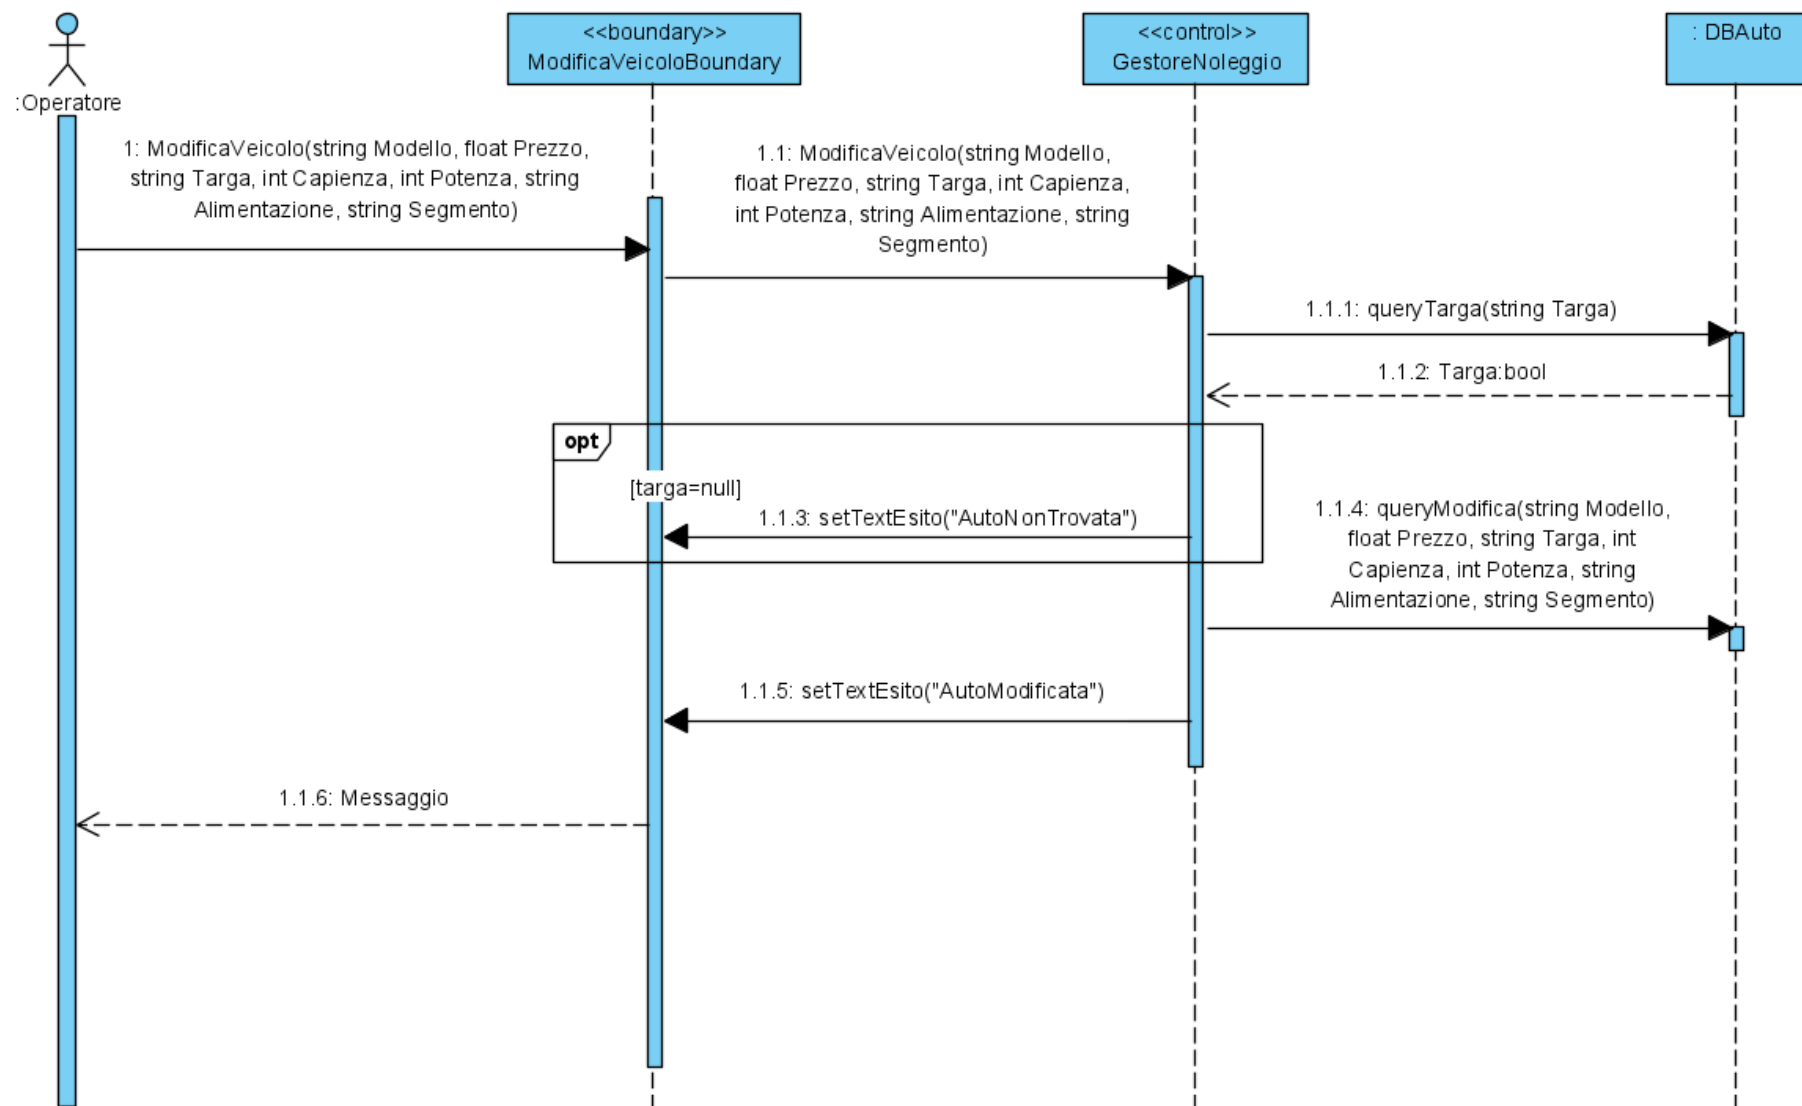 <<boundary>>
ModificaVeicoloBoundary
<<control>>
GestoreNoleggio
: DBAuto
:Operatore
1: ModificaVeicolo(string Modello, float Prezzo,
string Targa, int Capienza, int Potenza, string
Alimentazione, string Segmento)
1.1: ModificaVeicolo(string Modello,
float Prezzo, string Targa, int Capienza,
int Potenza, string Alimentazione, string
Segmento)
1.1.1: queryTarga(string Targa)
1.1.2: Targa:bool
opt
[targa=null]
1.1.3: setTextEsito("AutoNonTrovata")
1.1.4: queryModifica(string Modello,
float Prezzo, string Targa, int
Capienza, int Potenza, string
Alimentazione, string Segmento)
1.1.5: setTextEsito("AutoModificata")
1.1.6: Messaggio